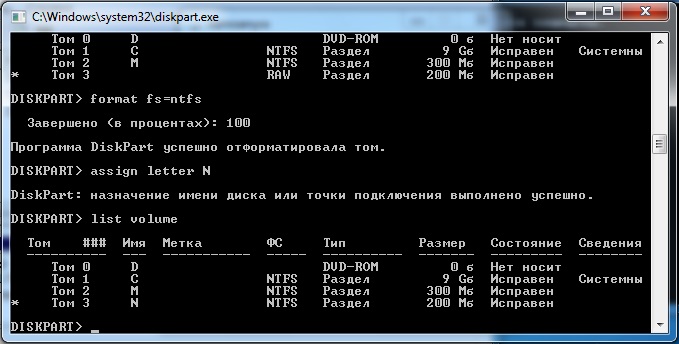 C:\Windows\system32\diskpart.exe
Том 0 D DVD-ROM 0 б Нет носит
Том 1 C NTFS Раздел 9 Gб Исправен Системны
Том 2 M NTFS Раздел 300 Mб Исправен
* Том 3 RAW Раздел 200 Mб Исправен
DISKPART> format fs=ntfs
Завершено (в процентах): 100
Программа DiskPart успешно отформатировала том.
DISKPART> assign letter N
DiskPart: назначение имени диска или точки подключения выполнено успешно.
DISKPART> list volume
Том ### Имя Метка ФС Тип Размер Состояние Сведения
---------- --- ----------- ----- ---------- ------- --------- --------
Том 0 D DVD-ROM 0 б Нет носит
Том 1 C NTFS Раздел 9 Gб Исправен Системны
Том 2 M NTFS Раздел 300 Mб Исправен
* Том 3 N NTFS Раздел 200 Mб Исправен
DISKPART> _